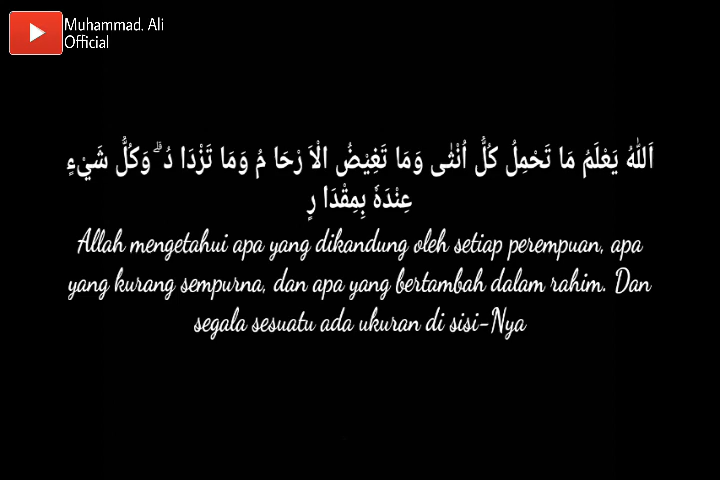 Muhammad. Ali
Official
اَللّٰهُ يَعْلَمُ مَا تَحْمِلُ كُلُّ اُنْثٰى وَمَا تَغِيْضُ الْاَ رْحَا مُ وَمَا تَزْدَا دُ ۗ وَكُلُّ شَيْءٍ
عِنْدَهٗ بِمِقْدَا رٍ
Allah mengetahui apa yang dikandung oleh setiap perempuan, apa
yang kurang sempurna, dan apa yang bertambah dalam rahim. Dan
segala sesuatu ada ukuran di sisi-Nya